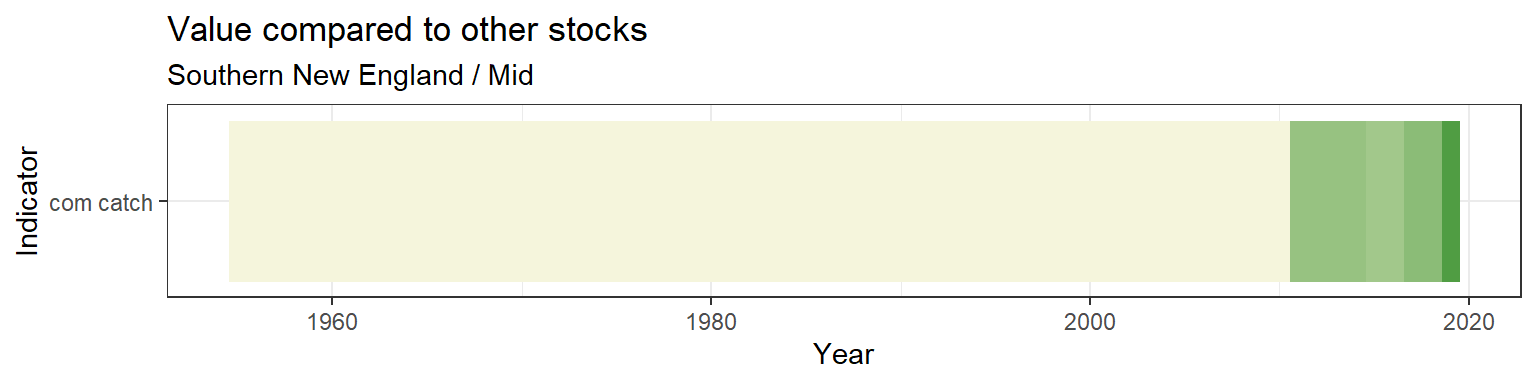 Value compared to other stocks
Southern New England / Mid
Indicator
com catch
1960 1980 2000 2020
Year